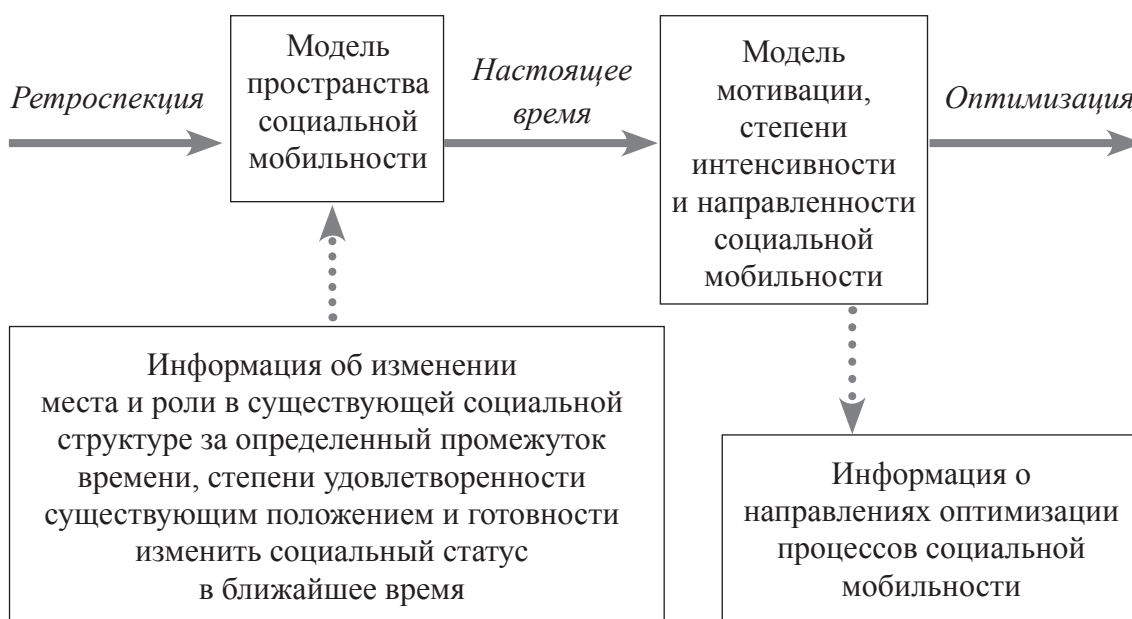 Ретроспекция
Модель
пространства
социальной
мобильности
Настоящее
время
Модель
мотивации,
степени
интенсивности
и направленности
социальной
мобильности
Оптимизация
Информация об изменении
места и роли в существующей социальной
структуре за определенный промежуток
времени, степени удовлетворенности
существующим положением и готовности
изменить социальный статус
в ближайшее время
Информация о
направлениях оптимизации
процессов социальной
мобильности